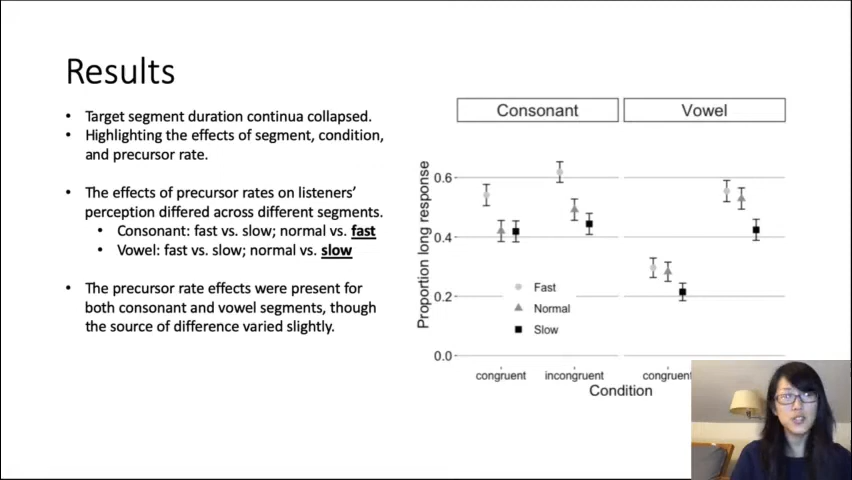 Results
• Target segment duration continua collapsed.
• Highlighting the effects of segment, condition,
and precursor rate.
• The effects of precursor rates on listeners'
perception differed across different segments.
• Consonant: fast vs. slow; normal vs. fast
• Vowel: fast vs. slow; normal vs. slow
• The precursor rate effects were present for
both consonant and vowel segments, though
the source of difference varied slightly.
Consonant
Vowel
Proportion long response
0.6
0.4
0.2
0.0
Fast
Normal
Slow
congruent
incongruent
congruent
Condition